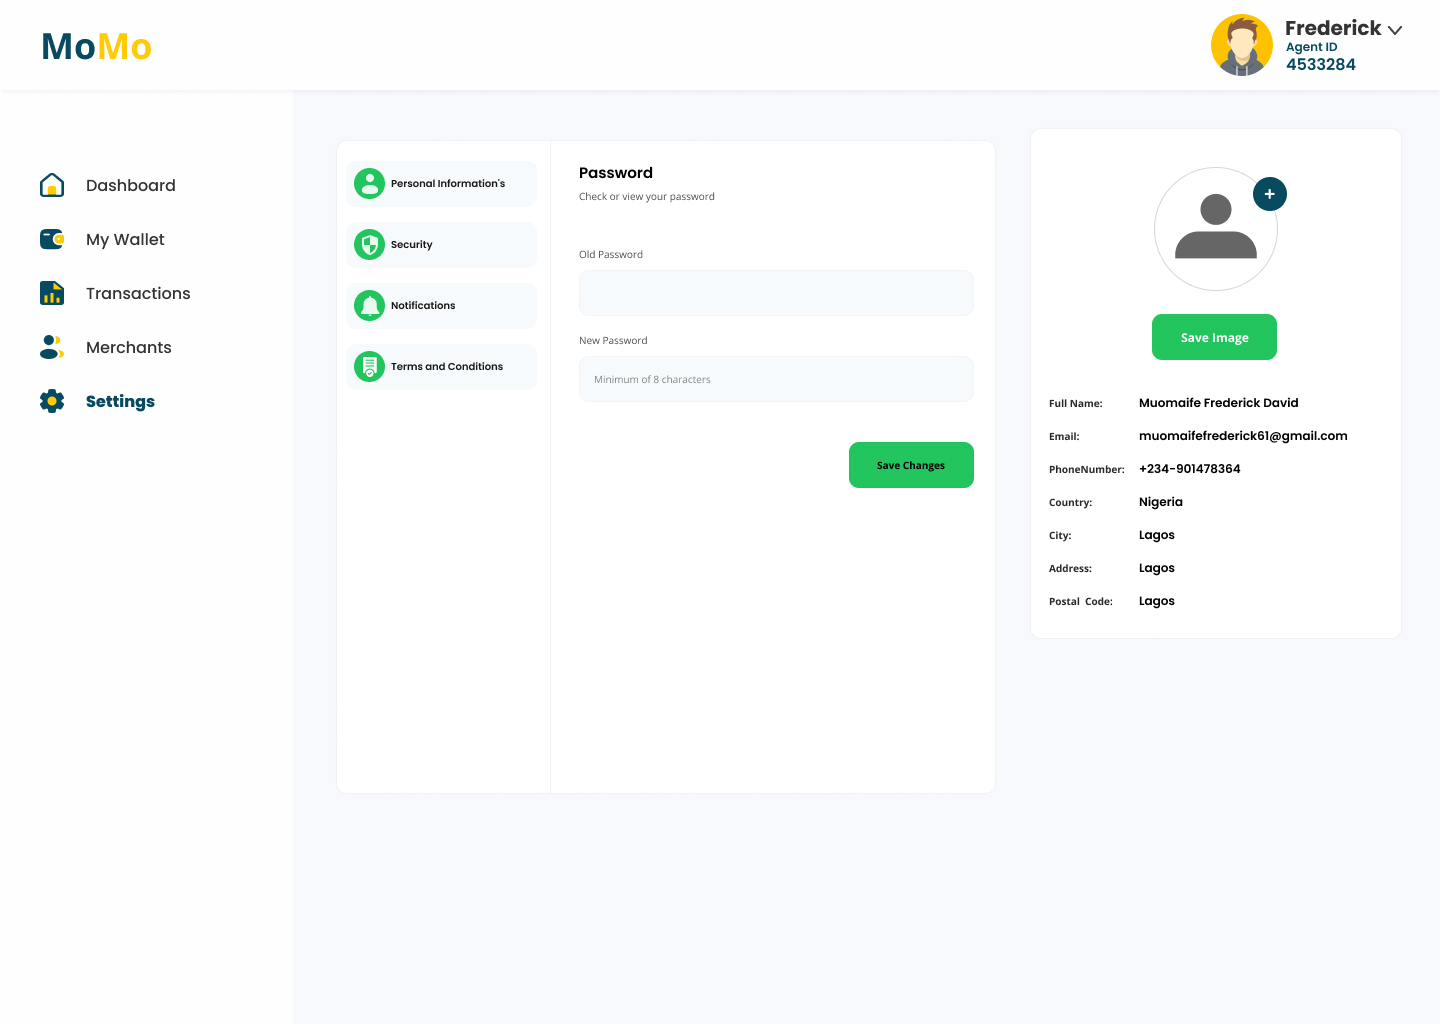 MoMo
Frederick
Agent ID
4533284
Dashboard
My Wallet
Transactions
Merchants
Settings
Personal Information's
Security
Notifications
Terms and Conditions
Password
Check or view your password
Old Password
New Password
Minimum of 8 characters
Save Changes
+
Save Image
Full Name: Muomaife Frederick David
Email: muomaifefrederick61@gmail.com
PhoneNumber: +234-901478364
Country: Nigeria
City: Lagos
Address: Lagos
Postal Code: Lagos